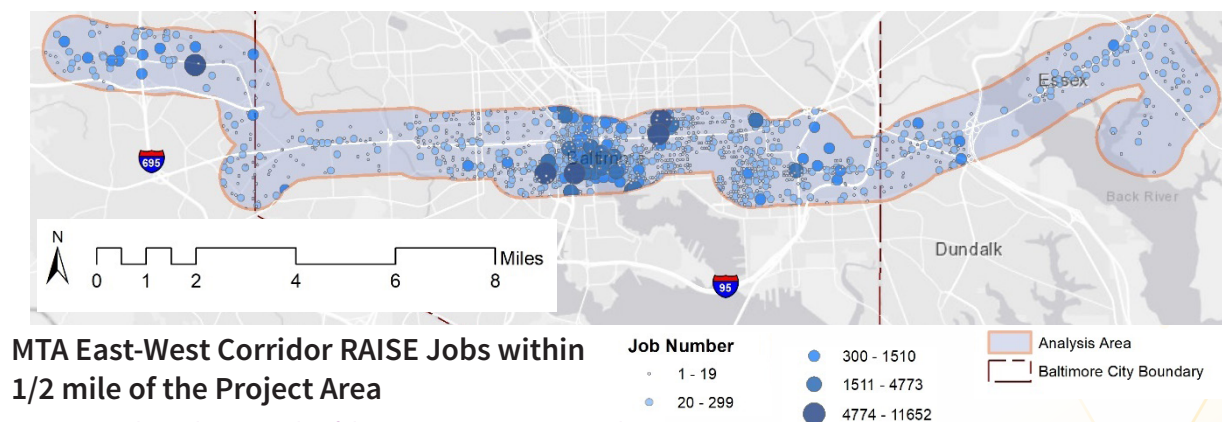 Essex
695
Back River
N
Miles
0 1 2 4 6 8
Dundalk
95
MTA East-West Corridor RAISE Jobs within
1/2 mile of the Project Area
Job Number
1 - 19
20 - 299
300 - 1510
1511 - 4773
4774 - 11652
Analysis Area
Baltimore City Boundary